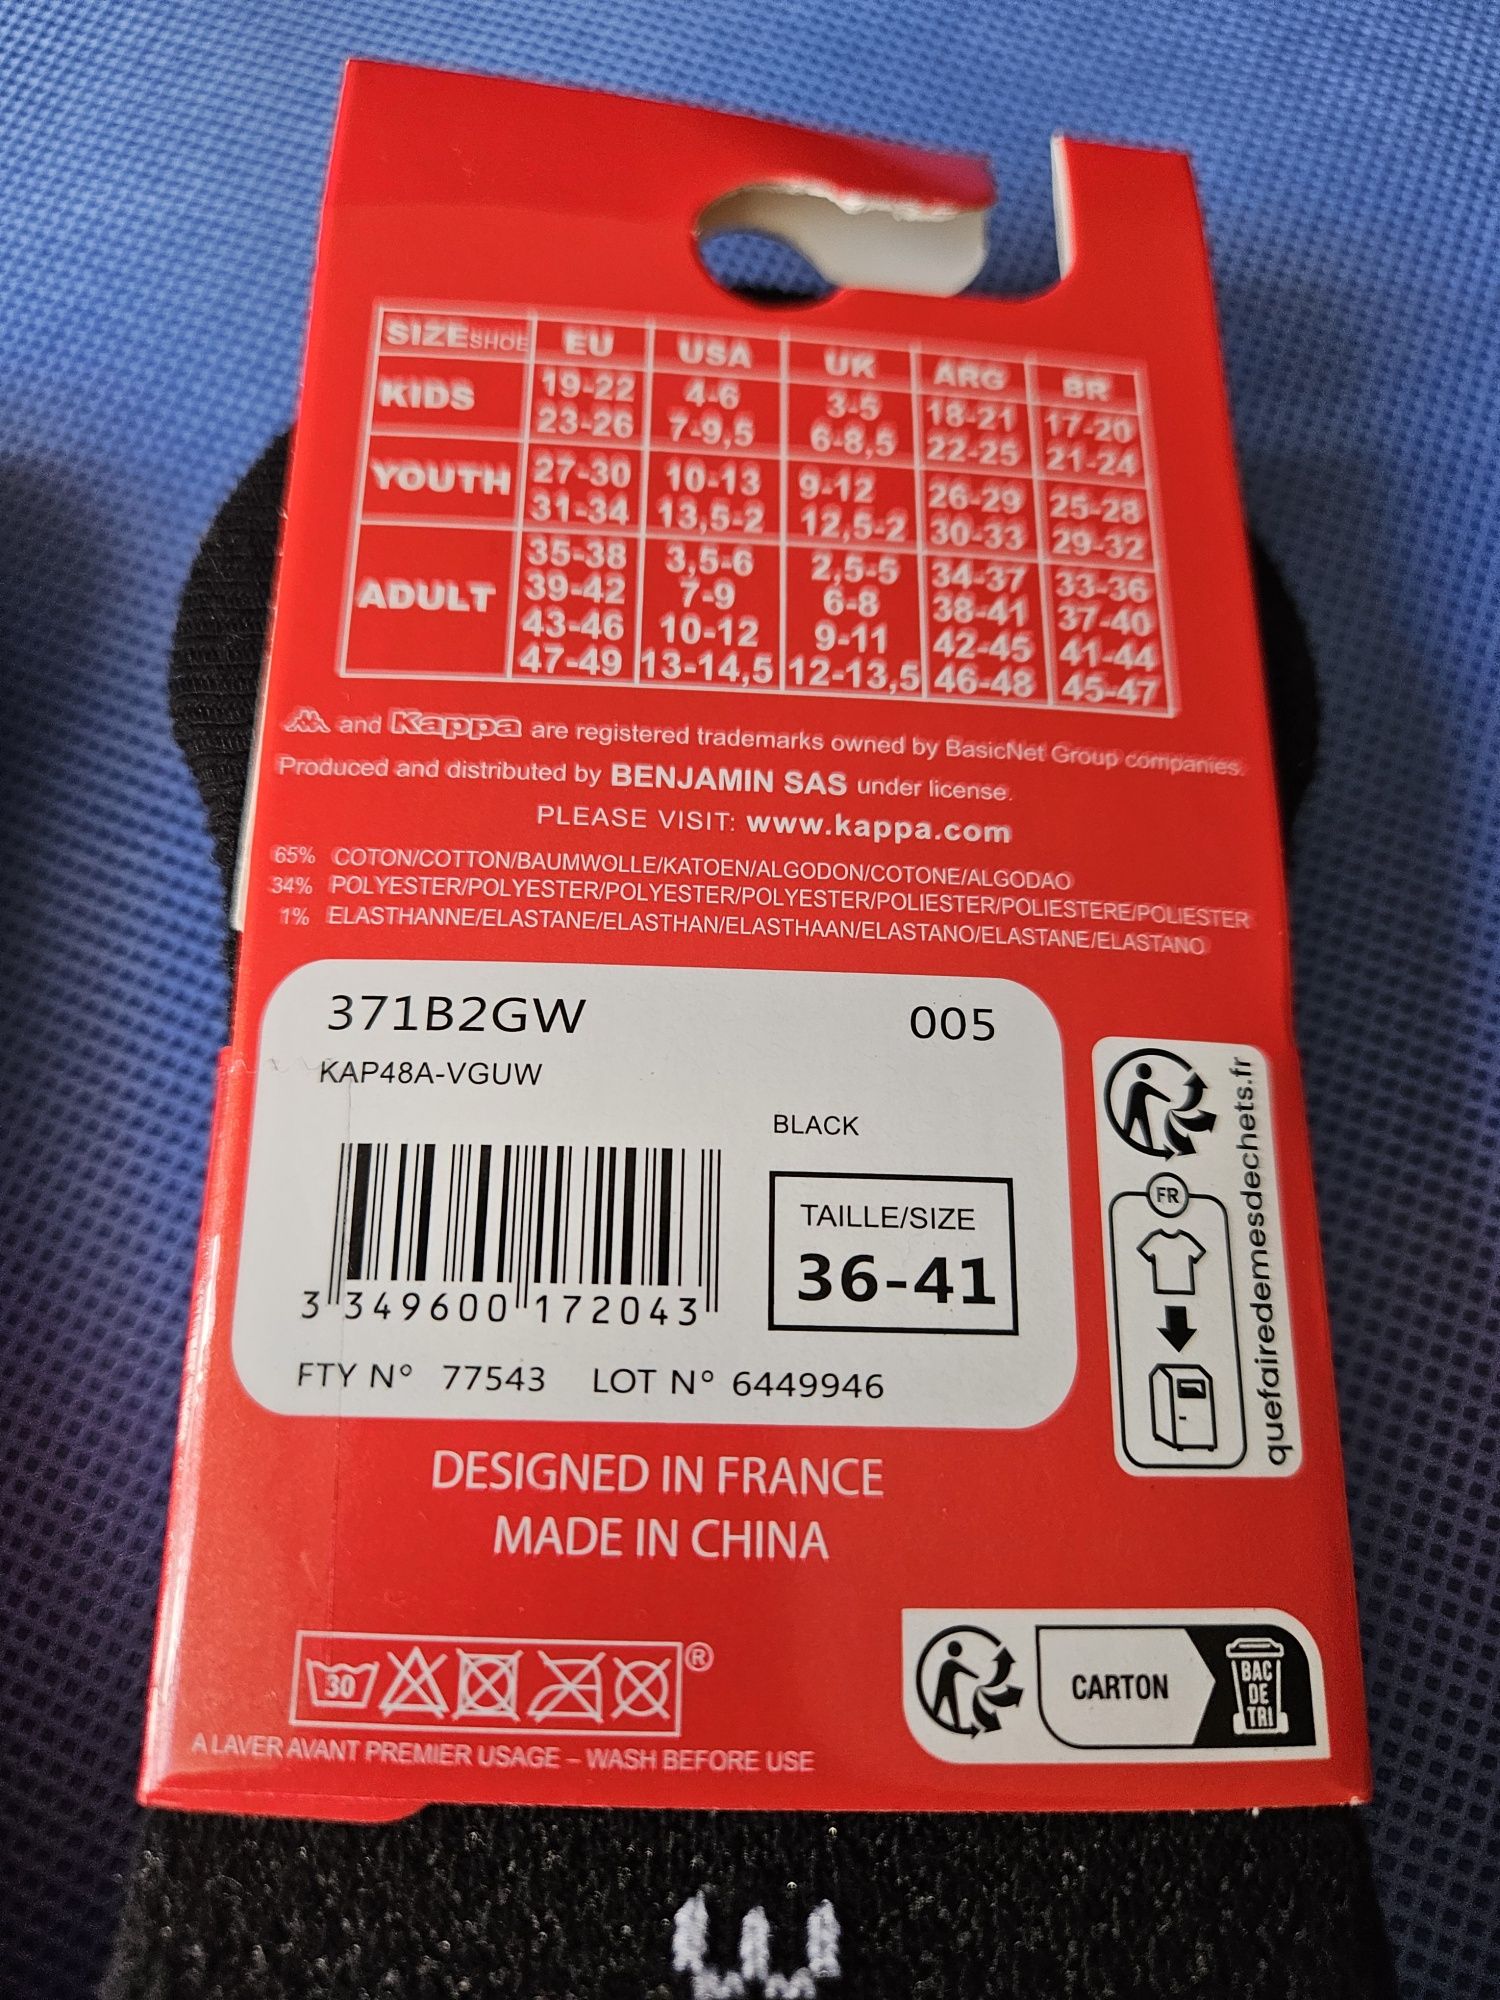 SIZE SHOE EU USA UK ARG BR
KIDS 19-22 4-6 3-5 18-21 17-20
23-26 7-9,5 6-8,5 22-25 21-24
YOUTH 27-30 10-13 9-12 26-29 25-28
31-34 13,5-2 12,5-2 30-33 29-32
ADULT 35-38 3,5-6 2,5-5 34-37 33-36
39-42 7-9 6-8 38-41 37-40
43-46 10-12 9-11 42-45 41-44
47-49 13-14,5 12-13,5 46-48 45-47
and Kappa are registered trademarks owned by BasicNet Group companies.
Produced and distributed by BENJAMIN SAS under license.
PLEASE VISIT: www.kappa.com
65% COTON/COTTON/BAUMWOLLE/KATOEN/ALGODON/COTONE/ALGODAO
34% POLYESTER/POLYESTER/POLYESTER/POLYESTER/POLIESTER/POLIESTERE/POLIESTER
1% ELASTHANNE/ELASTANE/ELASTHAN/ELASTHAAN/ELASTANO/ELASTANE/ELASTANO
371B2GW 005
KAP48A-VGUW
BLACK
TAILLE/SIZE
36-41
3 349600 172043
FTY N° 77543 LOT N° 6449946
FR
quefairedemesdechets.fr
DESIGNED IN FRANCE
MADE IN CHINA
30
®
A LAVER AVANT PREMIER USAGE – WASH BEFORE USE
CARTON
BAC
DE
TRI